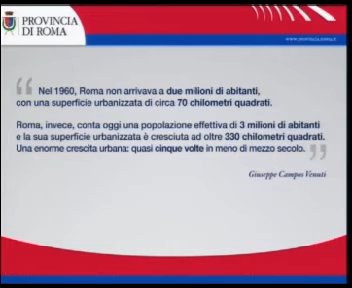 PROVINCIA
DI ROMA
www.provincia.roma.it
“ Nel 1960, Roma non arrivava a due milioni di abitanti,
con una superficie urbanizzata di circa 70 chilometri quadrati.
Roma, invece, conta oggi una popolazione effettiva di 3 milioni di abitanti
e la sua superficie urbanizzata è cresciuta ad oltre 330 chilometri quadrati.
Una enorme crescita urbana: quasi cinque volte in meno di mezzo secolo. ”
Giuseppe Campos Venuti